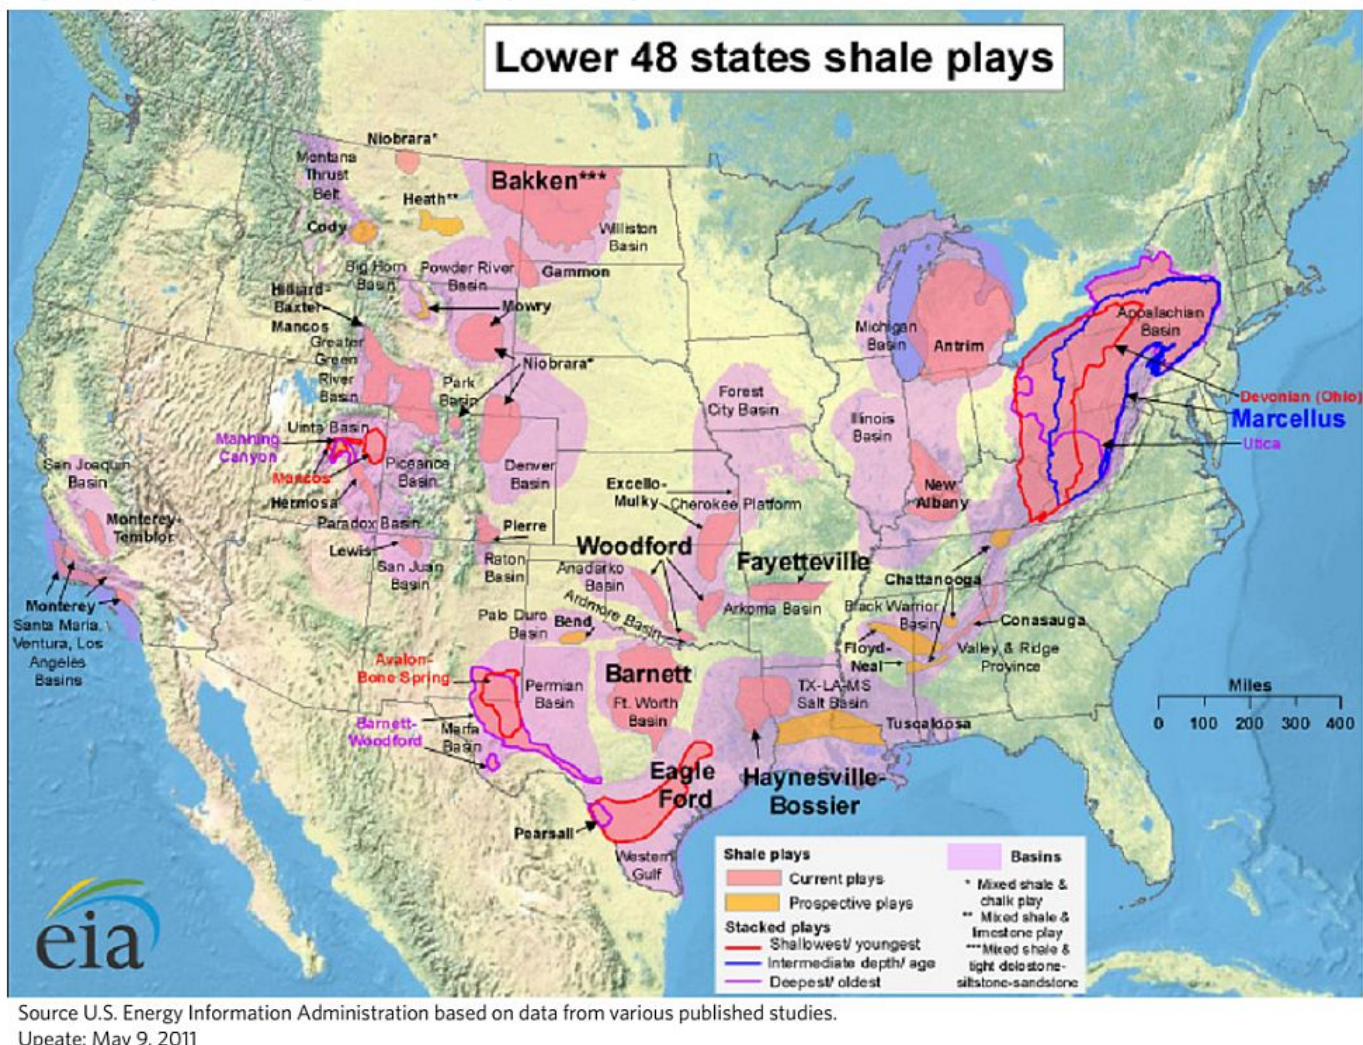 Lower 48 states shale plays
Niobrara*
Montana
Thrust
Belt
Bakken***
Heath**
Cody
Williston
Basin
Big Horn
Basin
Powder River
Basin
Gammon
Hilliard-
Baxter-
Mancos
Mowry
Greater
Green
River
Basin
Niobrara*
Park
Basin
Michigan
Basin
Antrim
Appalachian
Basin
Devonian (Ohio)
Marcellus
Utica
Forest
City Basin
Illinois
Basin
Uinta Basin
Manning
Canyon
Mancos
Piceance
Basin
Denver
Basin
Hermosa
Paradox Basin
San Joaquin
Basin
Monterey-
Temblor
Excello-
Mulky
Cherokee Platform
New
Albany
Pierre
Lewis
San Juan
Basin
Raton
Basin
Woodford
Anadarko
Basin
Fayetteville
Arkoma Basin
Chattanooga
Black Warrior
Basin
Conasauga
Monterey
Santa Maria,
Ventura, Los
Angeles
Basins
Palo Duro
Basin
Bend
Ardmore Basin
Floyd-
Neal
Valley & Ridge
Province
Avalon-
Bone Spring
Permian
Basin
Barnett
Ft. Worth
Basin
TX-LA-MS
Salt Basin
Tuscaloosa
Barnett-
Woodford
Marfa
Basin
Eagle
Ford
Haynesville-
Bossier
Pearsall
Western
Gulf
Miles
0 100 200 300 400
Shale plays
Current plays
Prospective plays
Stacked plays
Shallowest/ youngest
Intermediate depth/ age
Deepest/ oldest
Basins
* Mixed shale &
chalk play
** Mixed shale &
limestone play
***Mixed shale &
tight dolostone-
siltstone-sandstone
eia
Source U.S. Energy Information Administration based on data from various published studies.
Upeate: May 9, 2011